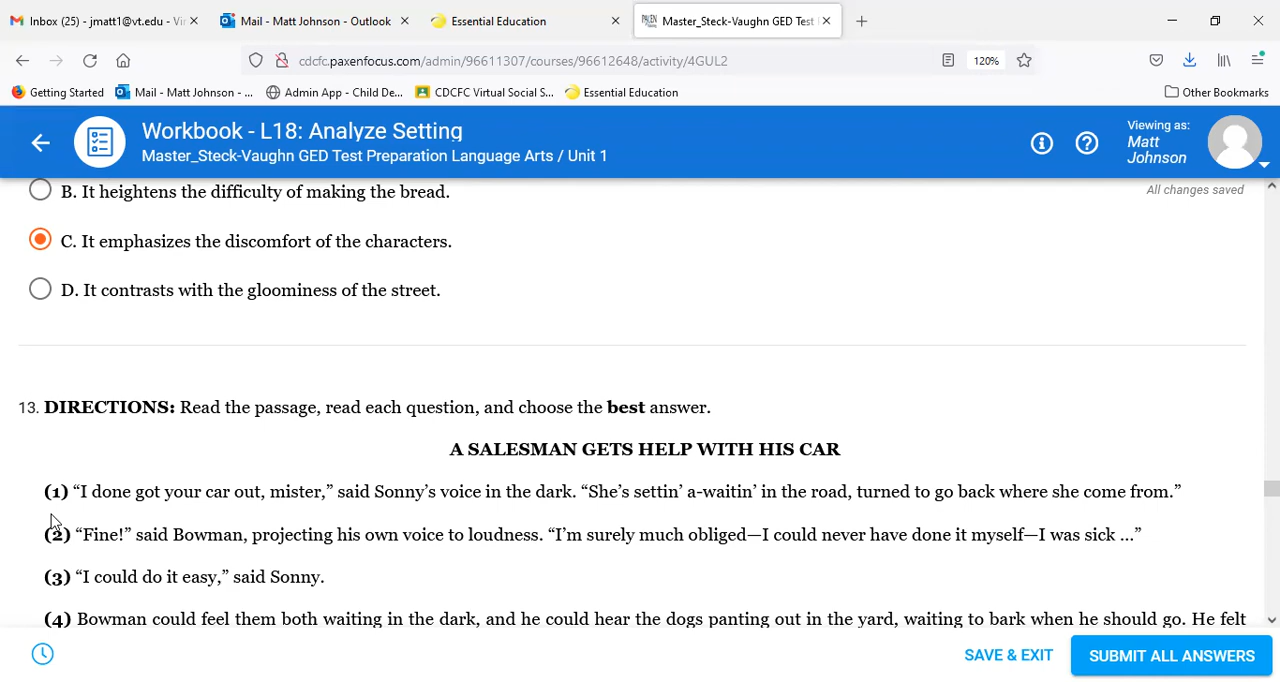 Inbox (25) - jmatt1@vt.edu - Vir
Mail - Matt Johnson - Outlook
Essential Education
Master_Steck-Vaughn GED Test
cdcfc.paxenfocus.com/admin/96611307/courses/96612648/activity/4GUL2
120%
Getting Started
Mail - Matt Johnson - ...
Admin App - Child De...
CDCFC Virtual Social S...
Essential Education
Other Bookmarks
Workbook - L18: Analyze Setting
Master_Steck-Vaughn GED Test Preparation Language Arts / Unit 1
Viewing as:
Matt
Johnson
All changes saved
B. It heightens the difficulty of making the bread.
C. It emphasizes the discomfort of the characters.
D. It contrasts with the gloominess of the street.
13. DIRECTIONS: Read the passage, read each question, and choose the best answer.
A SALESMAN GETS HELP WITH HIS CAR
(1) “I done got your car out, mister,” said Sonny’s voice in the dark. “She’s settin’ a-waitin’ in the road, turned to go back where she come from.”
(2) “Fine!” said Bowman, projecting his own voice to loudness. “I’m surely much obliged—I could never have done it myself—I was sick ...”
(3) “I could do it easy,” said Sonny.
(4) Bowman could feel them both waiting in the dark, and he could hear the dogs panting out in the yard, waiting to bark when he should go. He felt
SAVE & EXIT
SUBMIT ALL ANSWERS